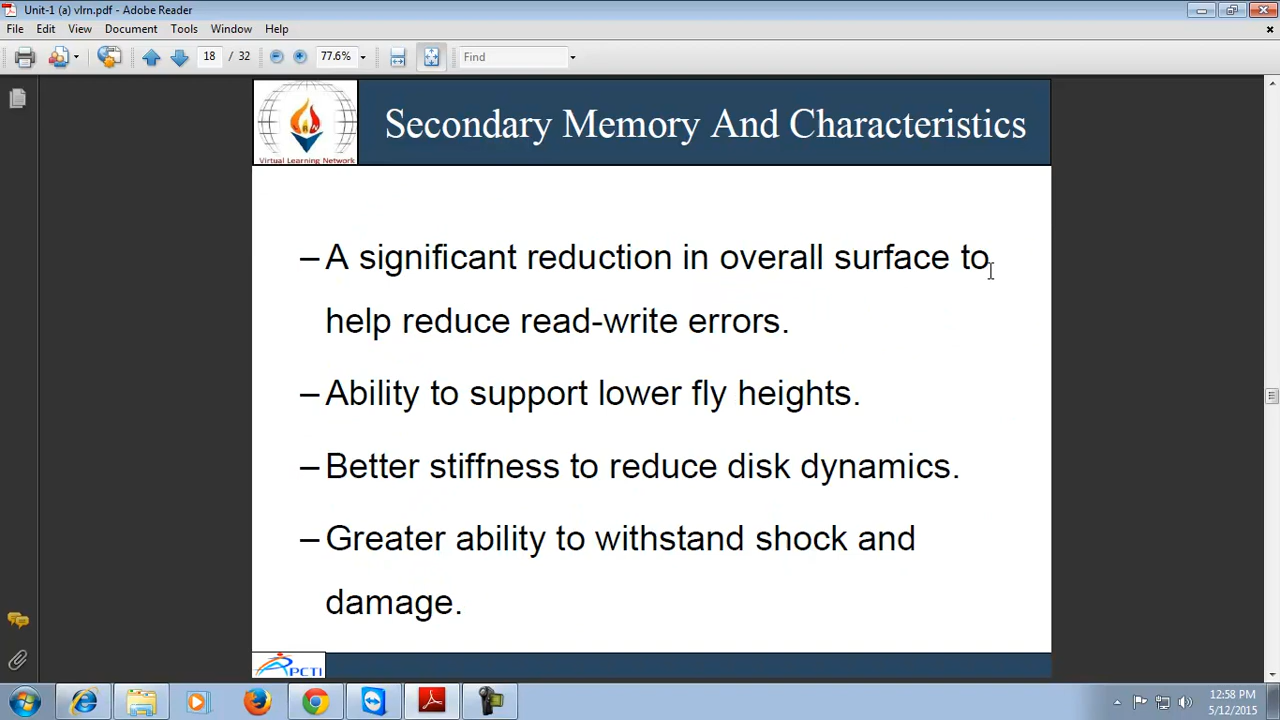 Unit-1 (a) vlrn.pdf - Adobe Reader
File Edit View Document Tools Window Help
18 / 32 77.6% Find
Virtual Learning Network
Secondary Memory And Characteristics
– A significant reduction in overall surface to
help reduce read-write errors.
– Ability to support lower fly heights.
– Better stiffness to reduce disk dynamics.
– Greater ability to withstand shock and
damage.
PCTI
12:58 PM
5/12/2015